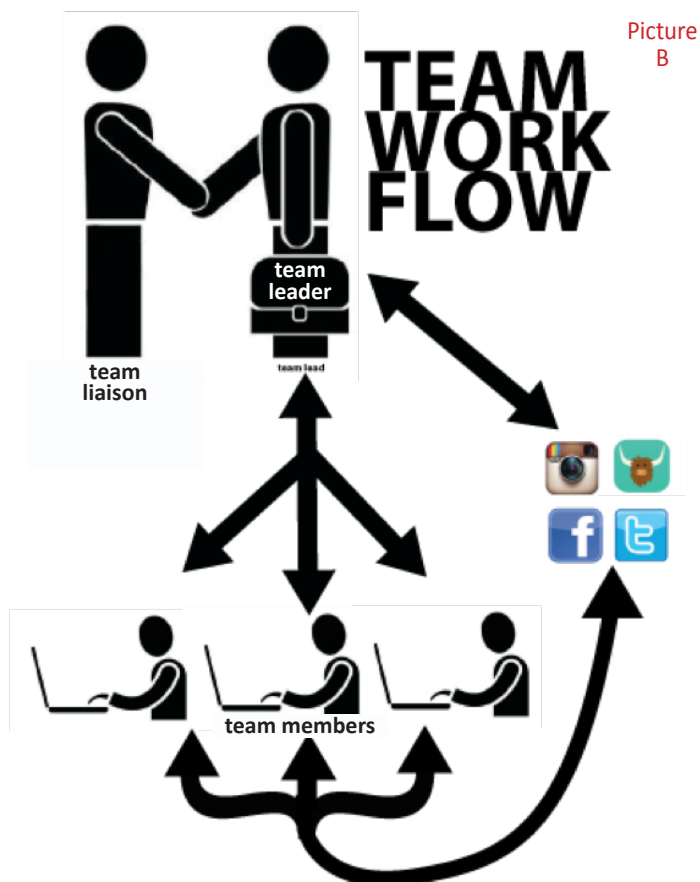 Picture
B
TEAM
WORK
FLOW
team
leader
team lead
team
liaison
team members